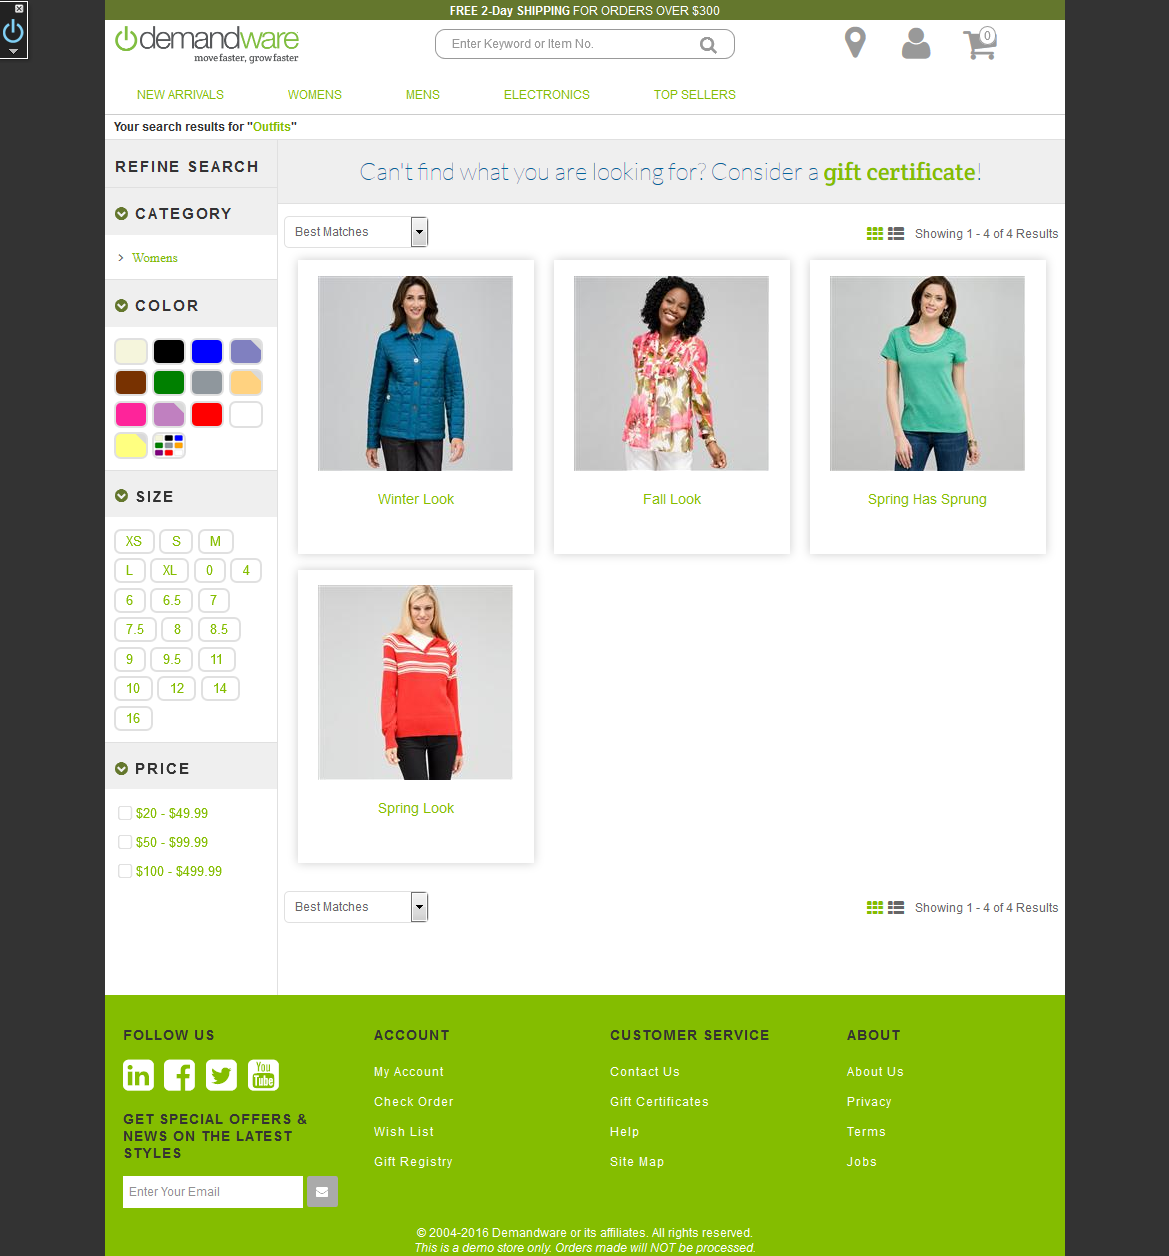 FREE 2-Day SHIPPING FOR ORDERS OVER $300
demandware
move faster, grow faster
Enter Keyword or Item No.
0
NEW ARRIVALS WOMENS MENS ELECTRONICS TOP SELLERS
Your search results for "Outfits"
REFINE SEARCH
CATEGORY
Womens
COLOR
SIZE
XS S M
L XL 0 4
6 6.5 7
7.5 8 8.5
9 9.5 11
10 12 14
16
PRICE
$20 - $49.99
$50 - $99.99
$100 - $499.99
Can't find what you are looking for? Consider a gift certificate!
Best Matches
Showing 1 - 4 of 4 Results
Winter Look
Fall Look
Spring Has Sprung
Spring Look
Best Matches
Showing 1 - 4 of 4 Results
FOLLOW US
in f You Tube
GET SPECIAL OFFERS &
NEWS ON THE LATEST
STYLES
Enter Your Email
ACCOUNT
My Account
Check Order
Wish List
Gift Registry
CUSTOMER SERVICE
Contact Us
Gift Certificates
Help
Site Map
ABOUT
About Us
Privacy
Terms
Jobs
© 2004-2016 Demandware or its affiliates. All rights reserved.
This is a demo store only. Orders made will NOT be processed.